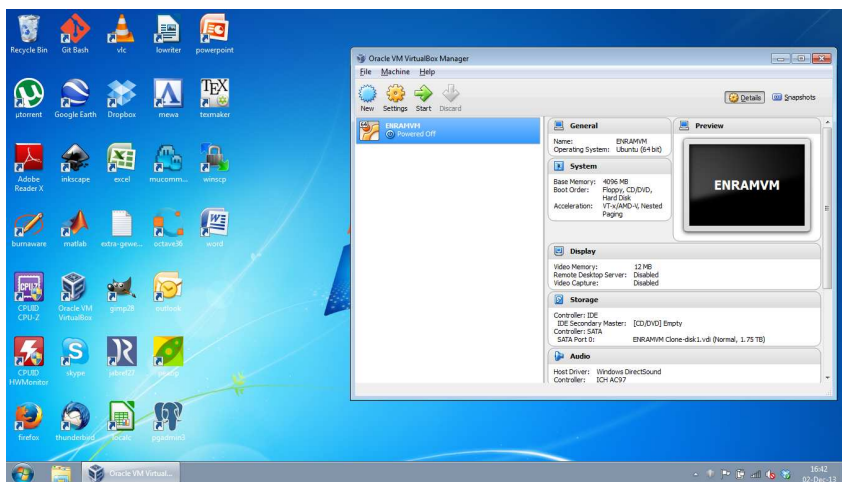 Recycle Bin
Git Bash
vlc
lowriter
powerpoint
µtorrent
Google Earth
Dropbox
mewa
TEX
texmaker
Adobe
Reader X
inkscape
excel
mucomm...
winscp
burnaware
matlab
extra-gewe...
octave36
word
CPUID
CPUID
CPU-Z
Oracle VM
VirtualBox
gimp28
outlook
CPUID
HWMonitor
skype
jabref22
firefox
thunderbird
localc
pgadmin3
Oracle VM VirtualBox Manager
File Machine Help
New Settings Start Discard
Details Snapshots
ENRAMVM
Powered Off
General
Name: ENRAMVM
Operating System: Ubuntu (64 bit)
System
Base Memory: 4096 MB
Boot Order: Floppy, CD/DVD,
Hard Disk
Acceleration: VT-x/AMD-V, Nested
Paging
Preview
ENRAMVM
Display
Video Memory: 12 MB
Remote Desktop Server: Disabled
Video Capture: Disabled
Storage
Controller: IDE
IDE Secondary Master: [CD/DVD] Empty
Controller: SATA
SATA Port 0: ENRAMVM Clone-disk1.vdi (Normal, 1.75 TB)
Audio
Host Driver: Windows DirectSound
Controller: ICH AC97
Oracle VM Virtual...
16:42
02-Dec-13